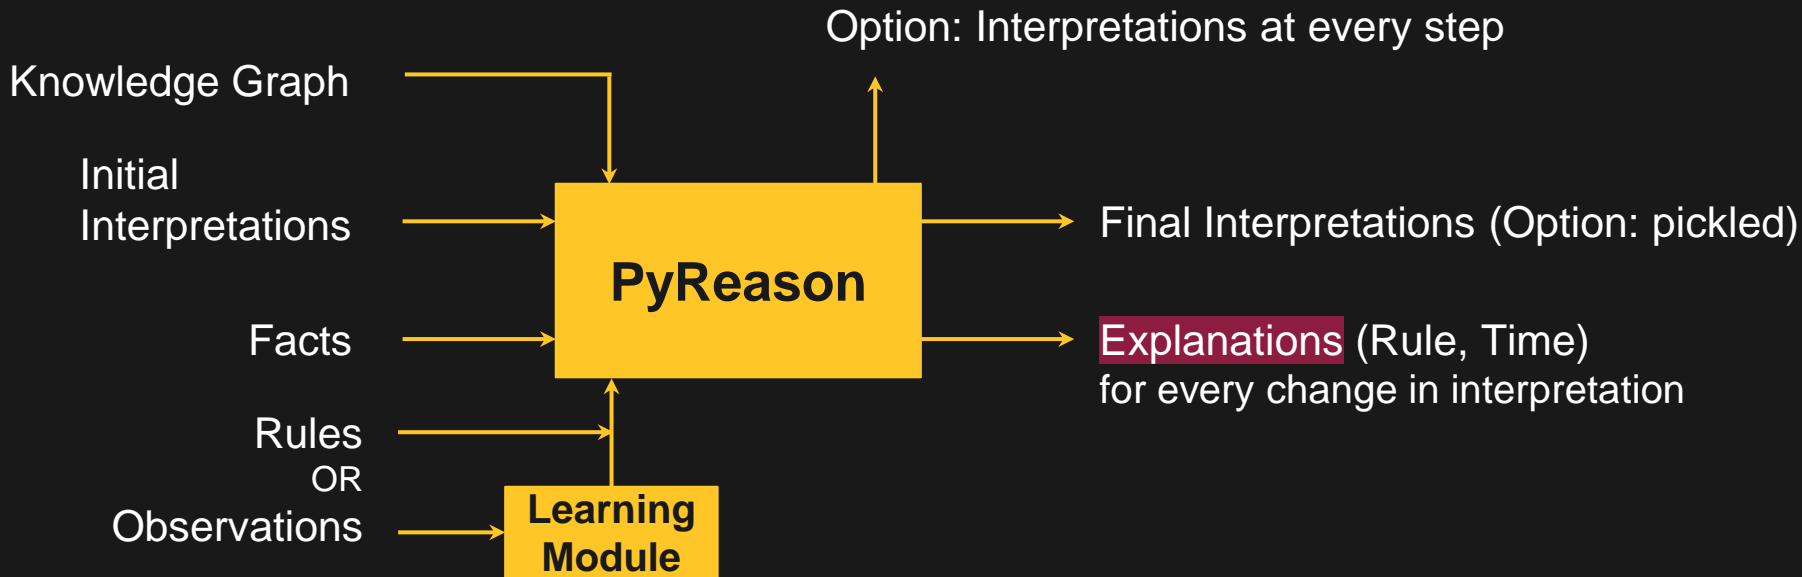 Option: Interpretations at every step
Knowledge Graph
Initial
Interpretations
Final Interpretations (Option: pickled)
PyReason
Facts
Explanations (Rule, Time)
for every change in interpretation
Rules
OR
Observations
Learning
Module